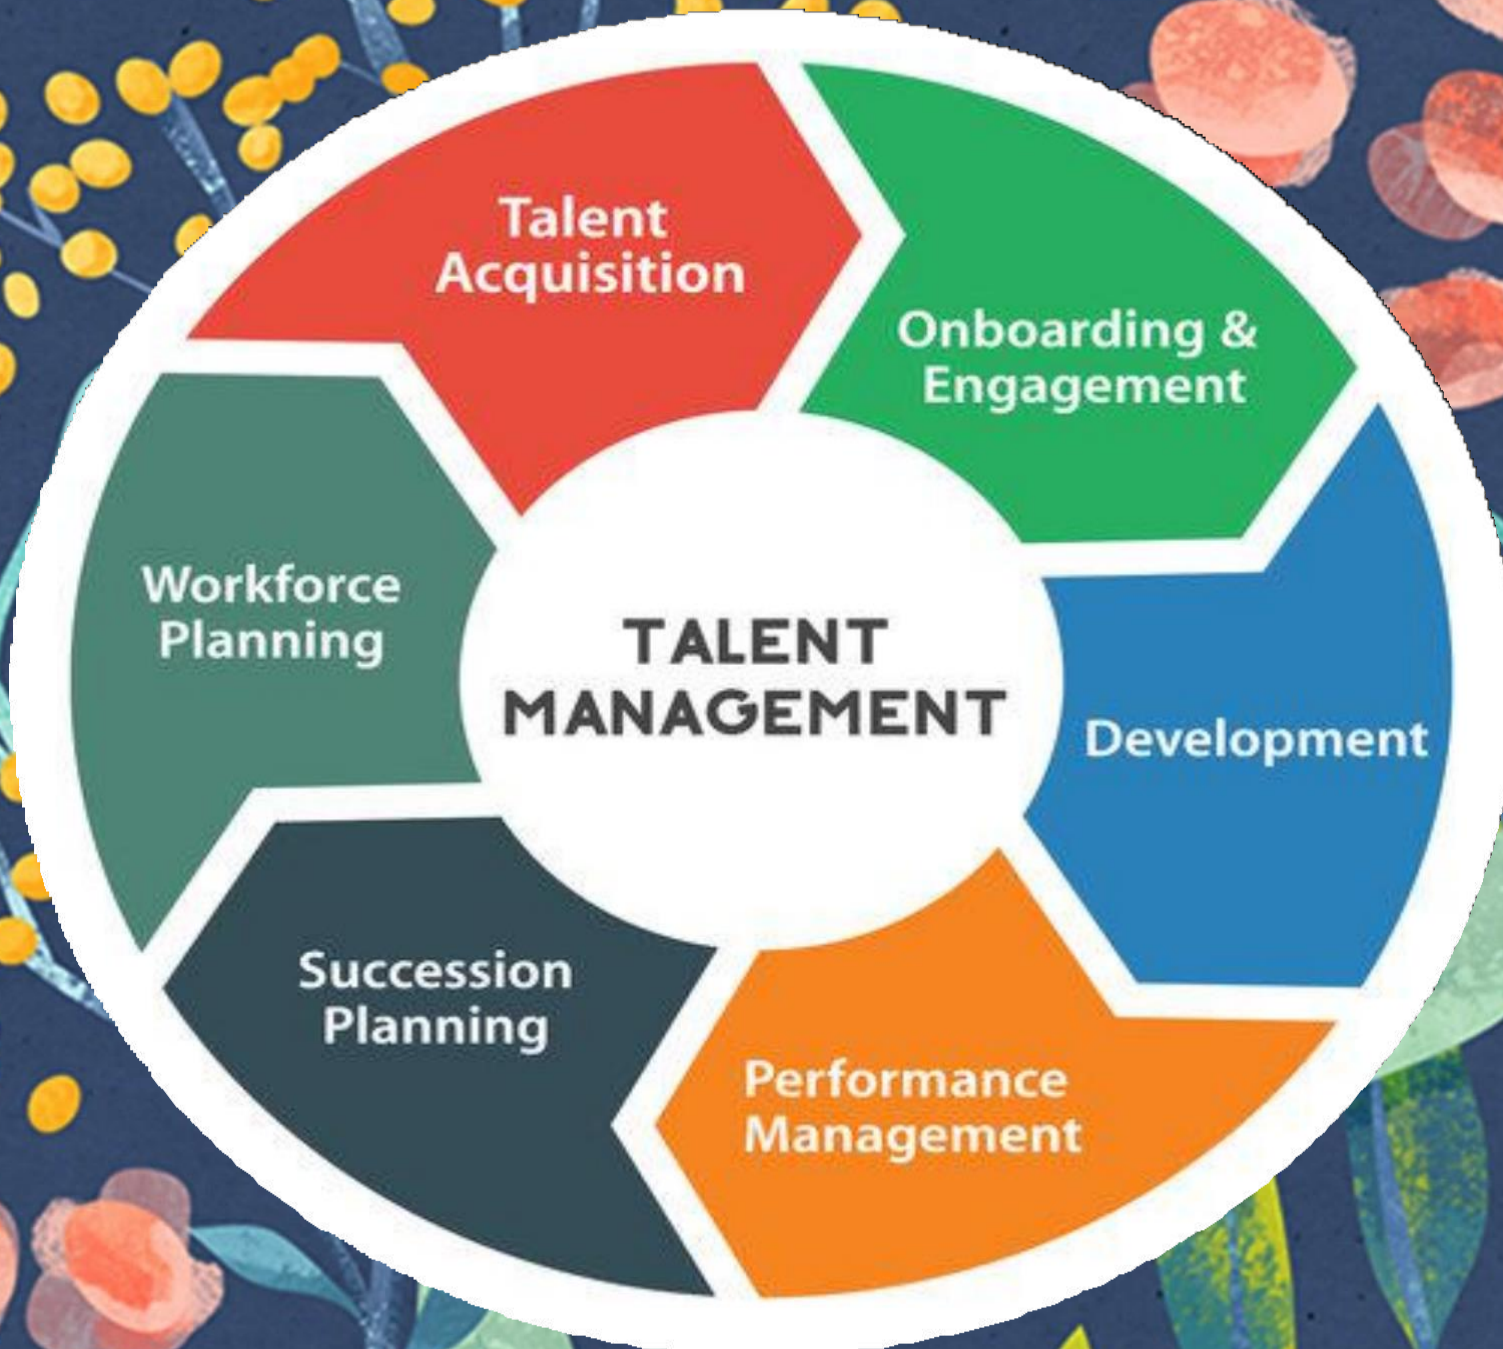 Talent
Acquisition
Onboarding &
Engagement
Workforce
Planning
TALENT
MANAGEMENT
Development
Succession
Planning
Performance
Management